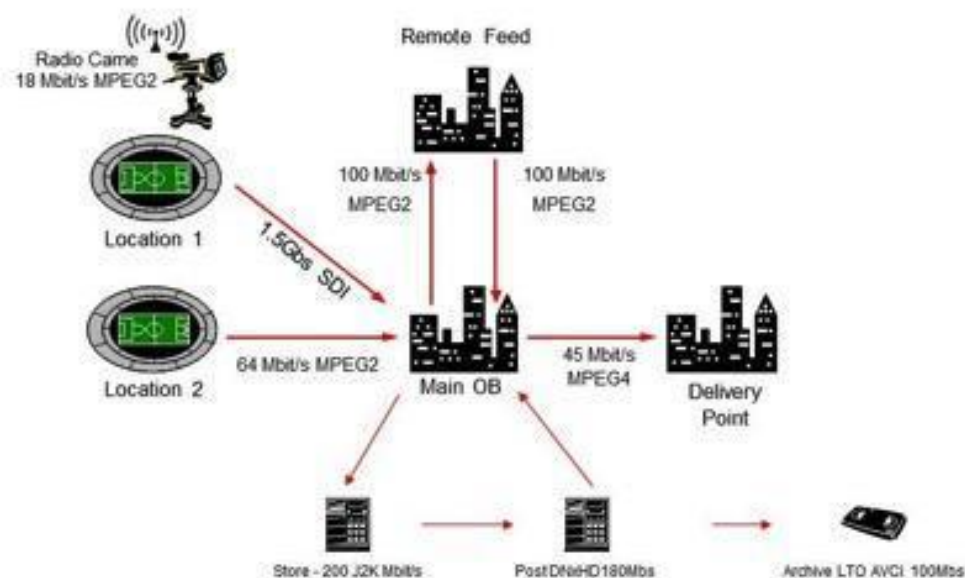 Radio Came
18 Mbit/s MPEG2
Remote Feed
100 Mbit/s
MPEG2
100 Mbit/s
MPEG2
Location 1
1.5Gbs SDI
64 Mbit/s MPEG2
Location 2
Main OB
45 Mbit/s
MPEG4
Delivery
Point
Store - 200 J2K Mbit/s
Post DNxHD180Mbs
Archive LTO AVCi. 100Mbs